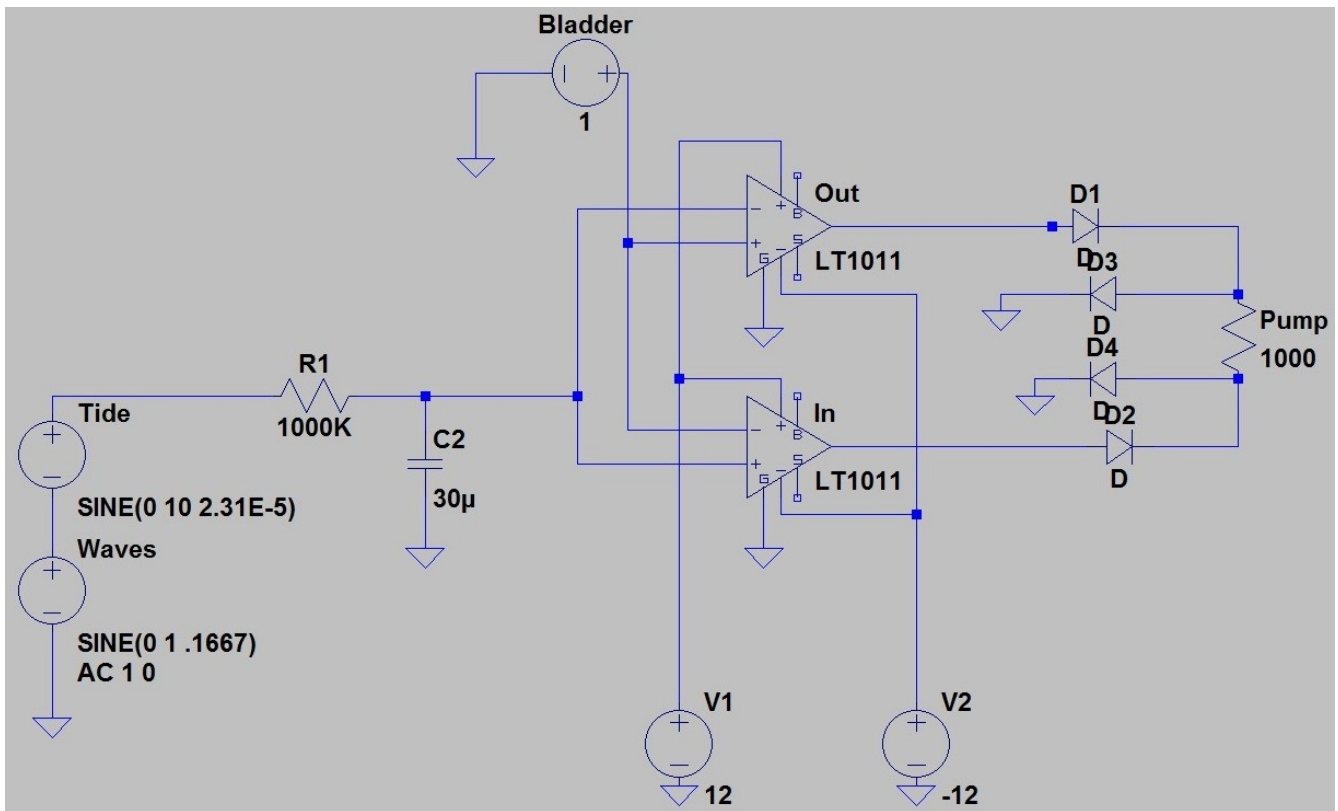 Bladder
1
Out
LT1011
D1
D
D3
D
D4
D
D2
D
Pump
1000
R1
1000K
C2
30µ
In
LT1011
Tide
SINE(0 10 2.31E-5)
Waves
SINE(0 1 .1667)
AC 1 0
V1
12
V2
-12
B
S
G
B
S
G